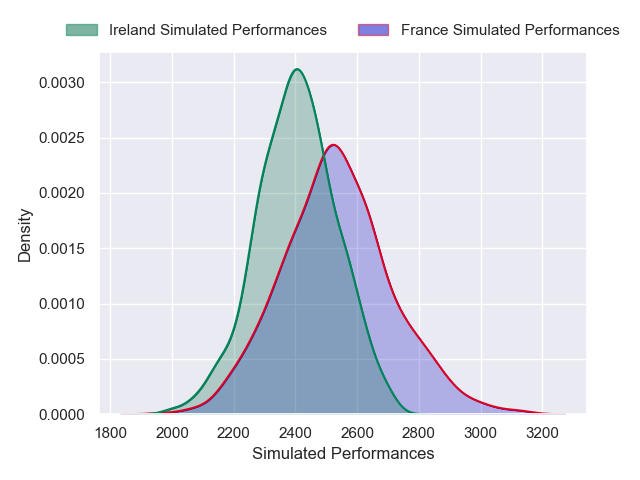 Ireland Simulated Performances France Simulated Performances
0.0030
0.0025
0.0020
0.0015
0.0010
0.0005
0.0000
Density
1800 2000 2200 2400 2600 2800 3000 3200
Simulated Performances